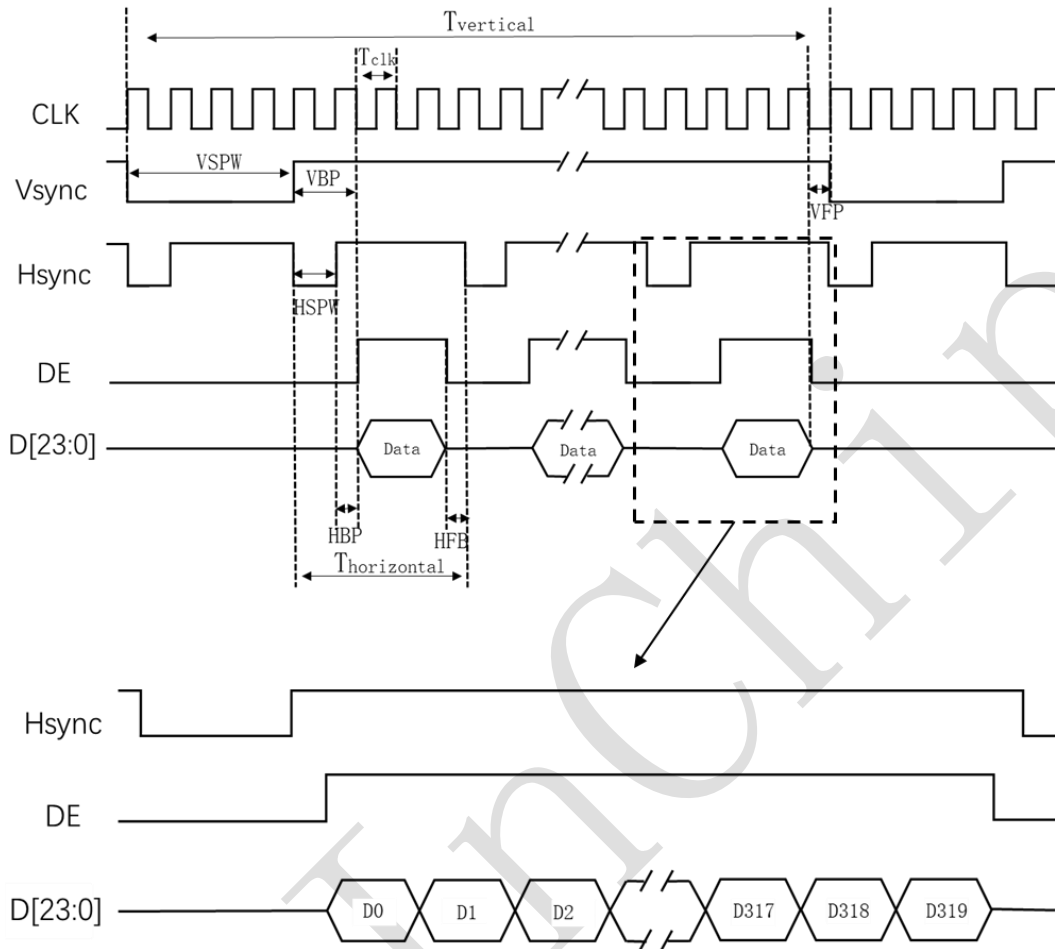 Tvertical
Tclk
CLK
VSPW
VBP
Vsync
VFP
Hsync
HSPW
DE
D[23:0]
Data
Data
Data
HBP
HFB
Thorizontal
Hsync
DE
D[23:0]
D0
D1
D2
D317
D318
D319
InChin